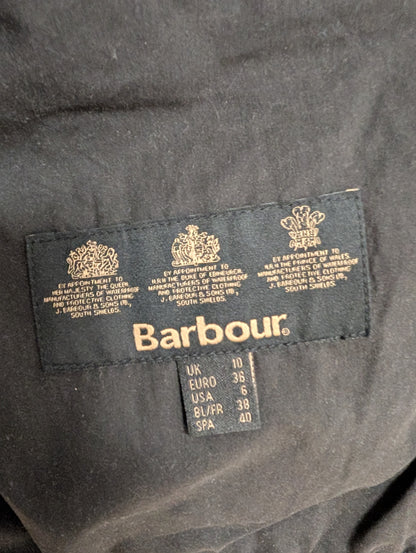 BY APPOINTMENT TO
HER MAJESTY THE QUEEN
MANUFACTURERS OF WATERPROOF
AND PROTECTIVE CLOTHING
J. BARBOUR & SONS LTD,
SOUTH SHIELDS.
BY APPOINTMENT TO
H.R.H THE DUKE OF EDINBURGH,
MANUFACTURERS OF WATERPROOF
AND PROTECTIVE CLOTHING
J. BARBOUR & SONS LTD,
SOUTH SHIELDS.
BY APPOINTMENT TO
H.R.H THE PRINCE OF WALES
MANUFACTURERS OF WATERPROOF
AND PROTECTIVE CLOTHING
J. BARBOUR & SONS LTD,
SOUTH SHIELDS.
Barbour®
UK 10
EURO 36
USA 6
BL/FR 38
SPA 40